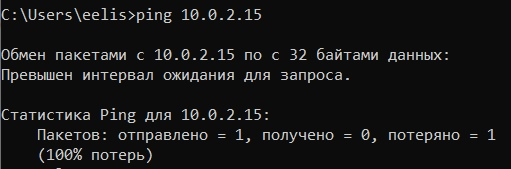 C:\Users\eelis>ping 10.0.2.15
Обмен пакетами с 10.0.2.15 по с 32 байтами данных:
Превышен интервал ожидания для запроса.
Статистика Ping для 10.0.2.15:
Пакетов: отправлено = 1, получено = 0, потеряно = 1
(100% потерь)